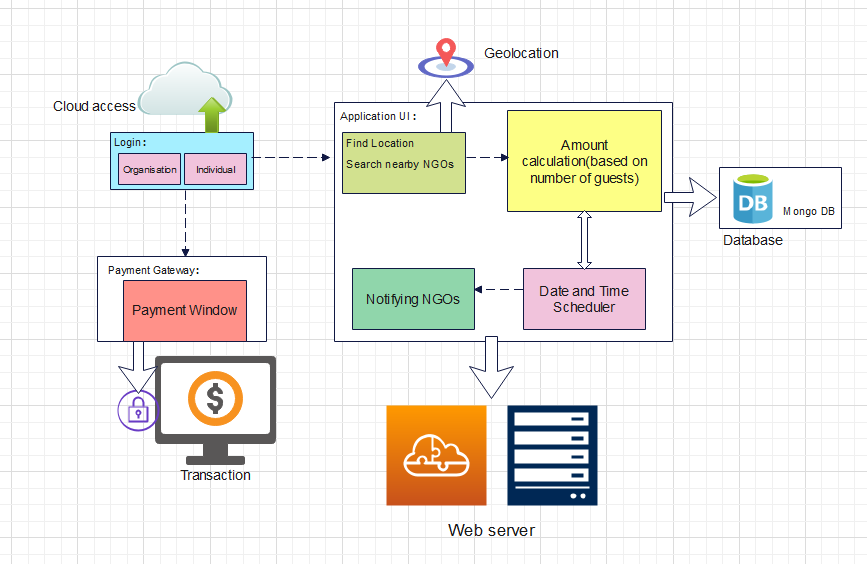 Geolocation
Cloud access
Application UI :
Login :
Organisation
Individual
Find Location
Search nearby NGOs
Amount
calculation(based on
number of guests)
DB
Mongo DB
Database
Payment Gateway:
Payment Window
Notifying NGOs
Date and Time
Scheduler
$
Transaction
Web server